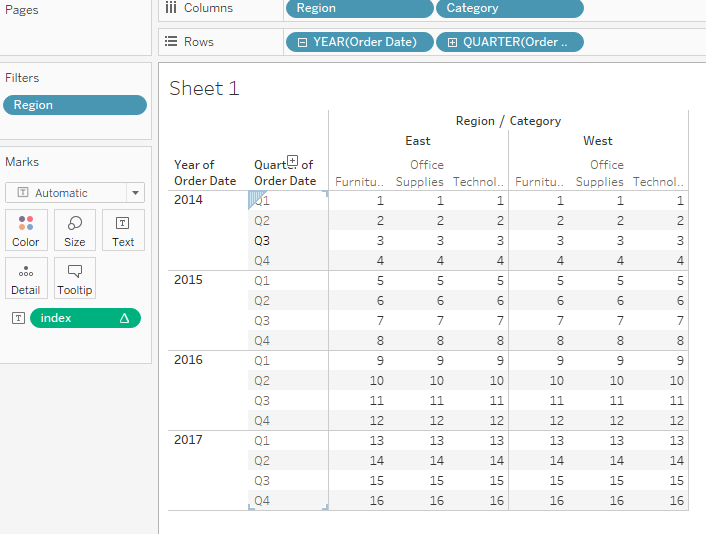 Pages
Columns Region Category
Rows YEAR(Order Date) QUARTER(Order ..
Filters
Region
Marks
Automatic
Color Size Text
Detail Tooltip
index
Sheet 1
Region / Category
East West
Year of Order Date Quarter of Order Date Furnitu.. Office Supplies Technol.. Furnitu.. Office Supplies Technol..
2014 Q1 1 1 1 1 1 1
Q2 2 2 2 2 2 2
Q3 3 3 3 3 3 3
Q4 4 4 4 4 4 4
2015 Q1 5 5 5 5 5 5
Q2 6 6 6 6 6 6
Q3 7 7 7 7 7 7
Q4 8 8 8 8 8 8
2016 Q1 9 9 9 9 9 9
Q2 10 10 10 10 10 10
Q3 11 11 11 11 11 11
Q4 12 12 12 12 12 12
2017 Q1 13 13 13 13 13 13
Q2 14 14 14 14 14 14
Q3 15 15 15 15 15 15
Q4 16 16 16 16 16 16